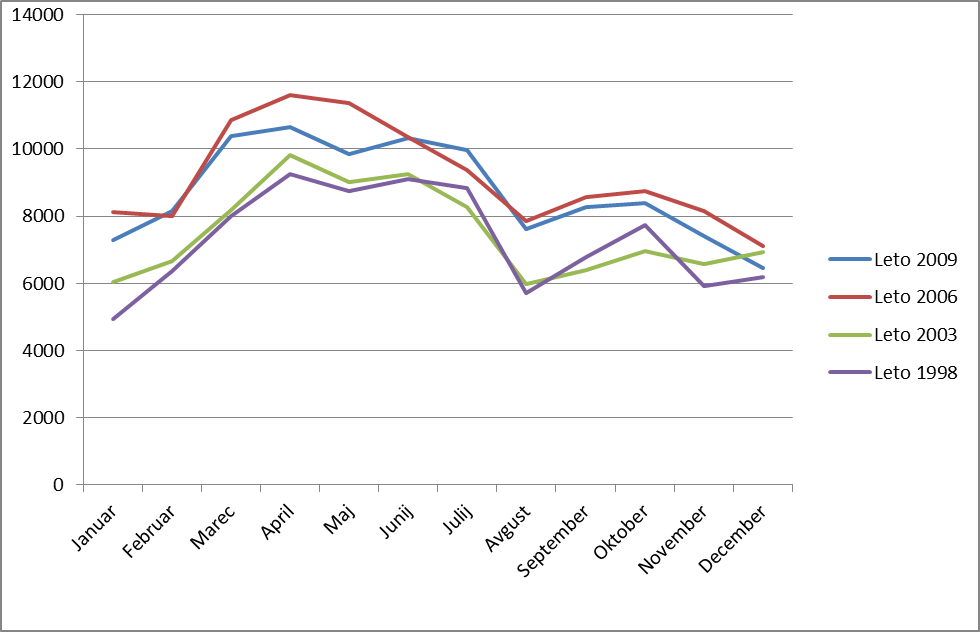 14000
12000
10000
8000
6000
4000
2000
0
Januar
Februar
Marec
April
Maj
Junij
Julij
Avgust
September
Oktober
November
December
Leto 2009
Leto 2006
Leto 2003
Leto 1998